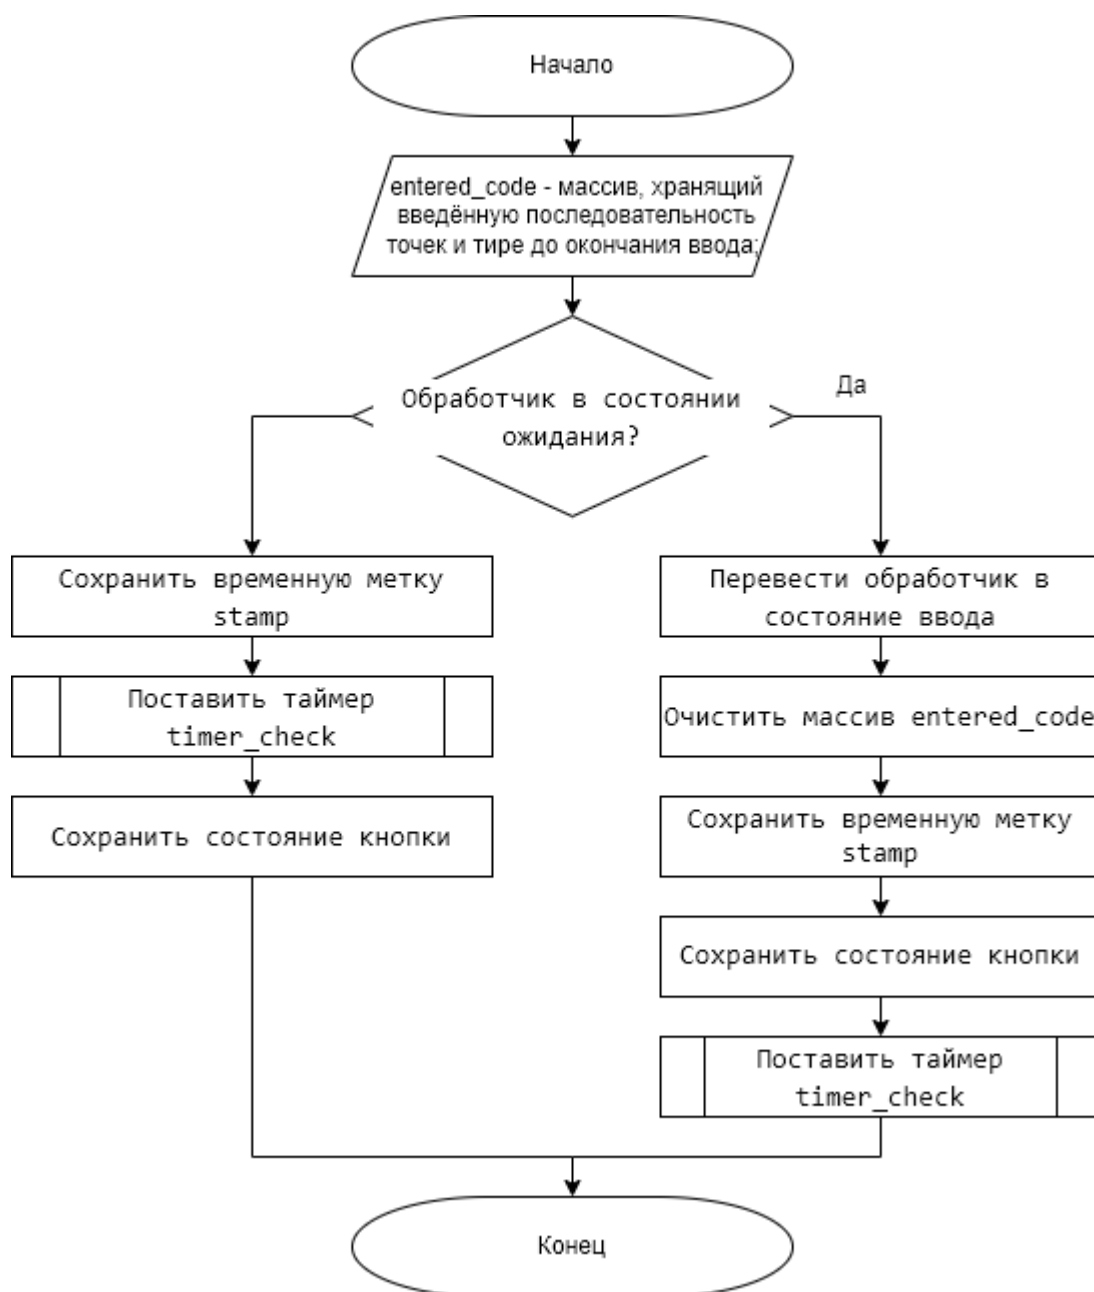 Начало
entered_code - массив, хранящий
введённую последовательность
точек и тире до окончания ввода;
Обработчик в состоянии
ожидания?
Да
Сохранить временную метку
stamp
Поставить таймер
timer_check
Сохранить состояние кнопки
Перевести обработчик в
состояние ввода
Очистить массив entered_code
Сохранить временную метку
stamp
Сохранить состояние кнопки
Поставить таймер
timer_check
Конец